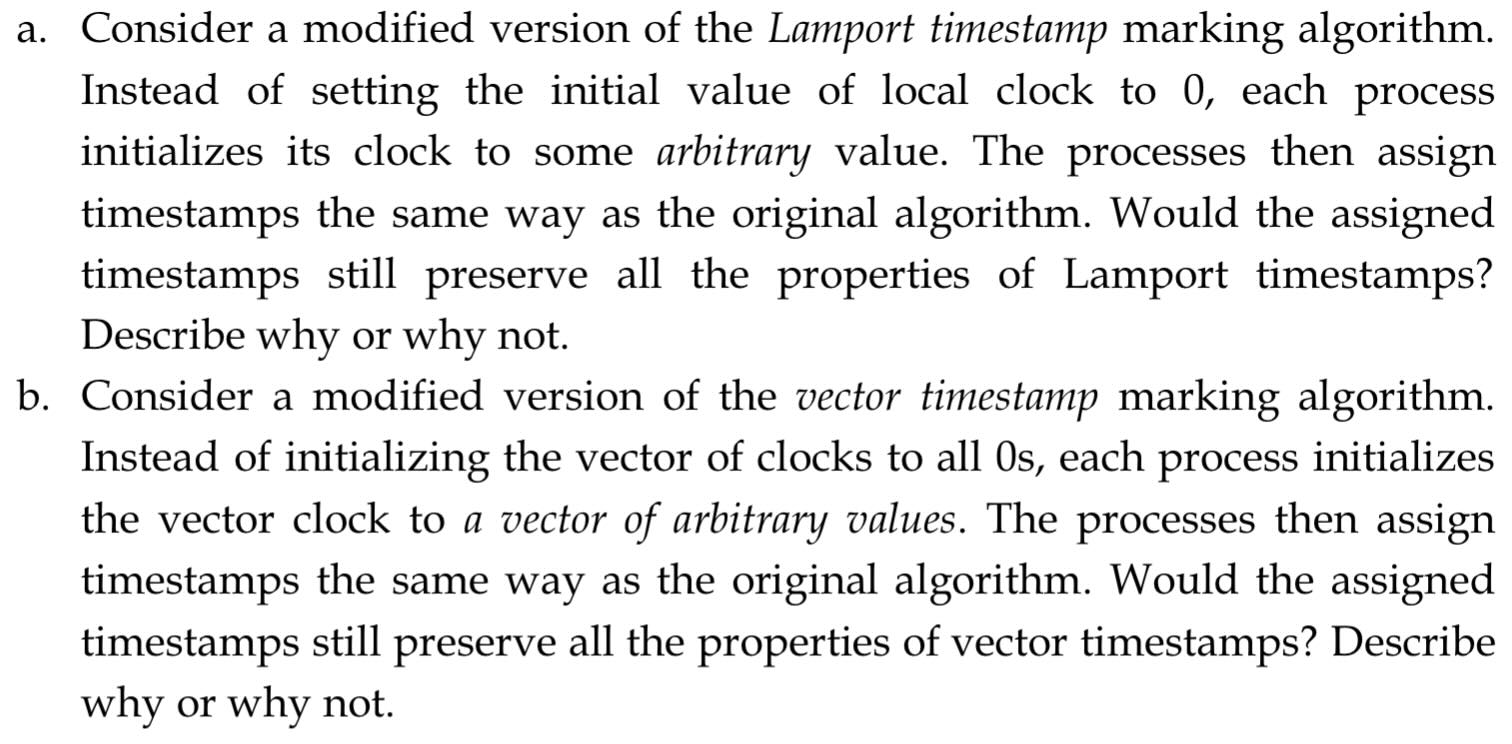 a. Consider a modified version of the Lamport timestamp marking algorithm.
Instead of setting the initial value of local clock to 0, each process
initializes its clock to some arbitrary value. The processes then assign
timestamps the same way as the original algorithm. Would the assigned
timestamps still preserve all the properties of Lamport timestamps?
Describe why or why not.
b. Consider a modified version of the vector timestamp marking algorithm.
Instead of initializing the vector of clocks to all 0s, each process initializes
the vector clock to a vector of arbitrary values. The processes then assign
timestamps the same way as the original algorithm. Would the assigned
timestamps still preserve all the properties of vector timestamps? Describe
why or why not.